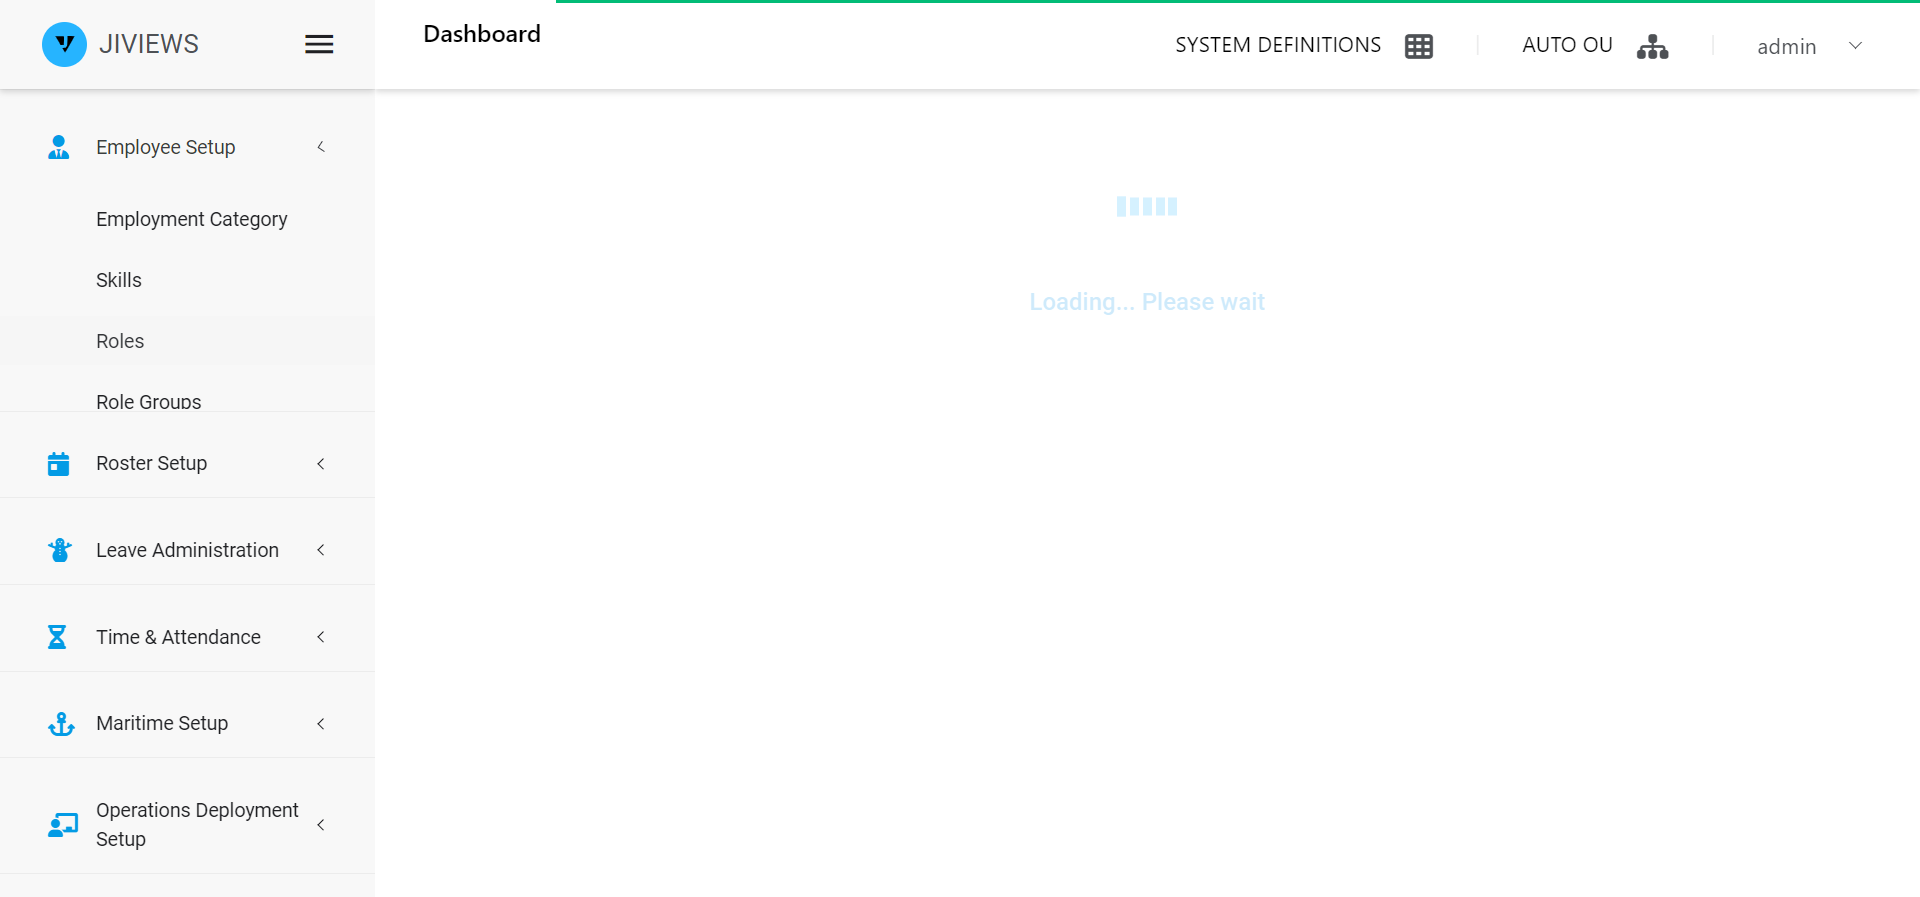 JIVIEWS
Dashboard
SYSTEM DEFINITIONS
AUTO OU
admin
Employee Setup
Employment Category
Skills
Roles
Role Groups
Roster Setup
Leave Administration
Time & Attendance
Maritime Setup
Operations Deployment
Setup
Loading... Please wait